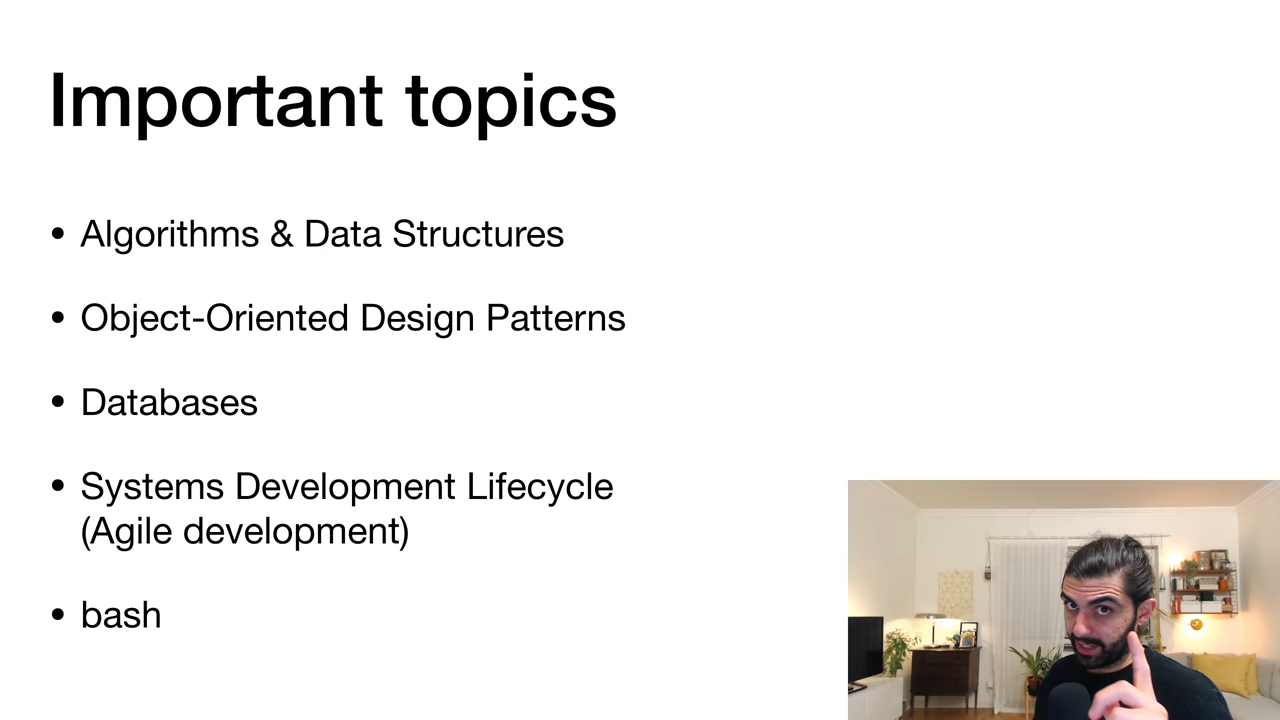 Important topics
• Algorithms & Data Structures
• Object-Oriented Design Patterns
• Databases
• Systems Development Lifecycle
(Agile development)
• bash